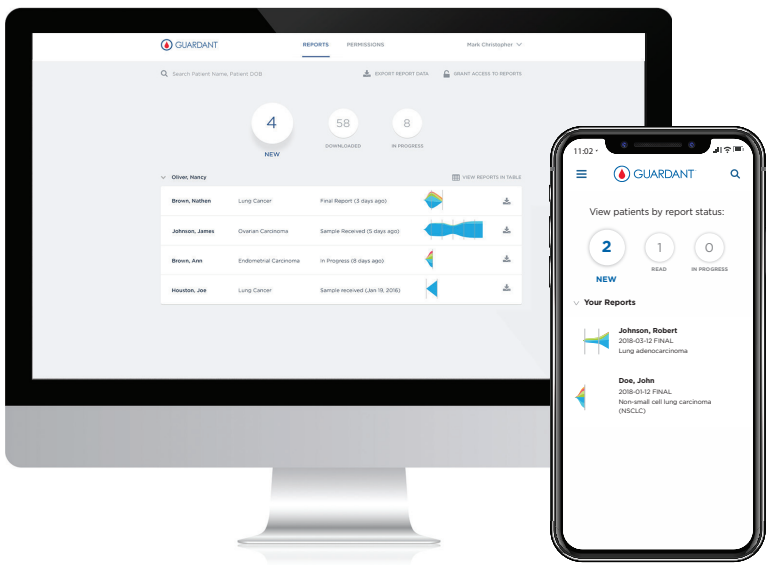 GUARDANT
REPORTS PERMISSIONS Mark Christopher
Search Patient Name, Patient DOB EXPORT REPORT DATA GRANT ACCESS TO REPORTS
4 58 8
NEW DOWNLOADED IN PROGRESS
Oliver, Nancy VIEW REPORTS IN TABLE
Brown, Nathen Lung Cancer Final Report (3 days ago)
Johnson, James Ovarian Carcinoma Sample Received (5 days ago)
Brown, Ann Endometrial Carcinoma In Progress (8 days ago)
Houston, Joe Lung Cancer Sample received (Jan 19, 2016)
11:02
GUARDANT
View patients by report status:
2 1 0
NEW READ IN PROGRESS
Your Reports
Johnson, Robert
2018-03-12 FINAL
Lung adenocarcinoma
Doe, John
2018-01-12 FINAL
Non-small cell lung carcinoma
(NSCLC)